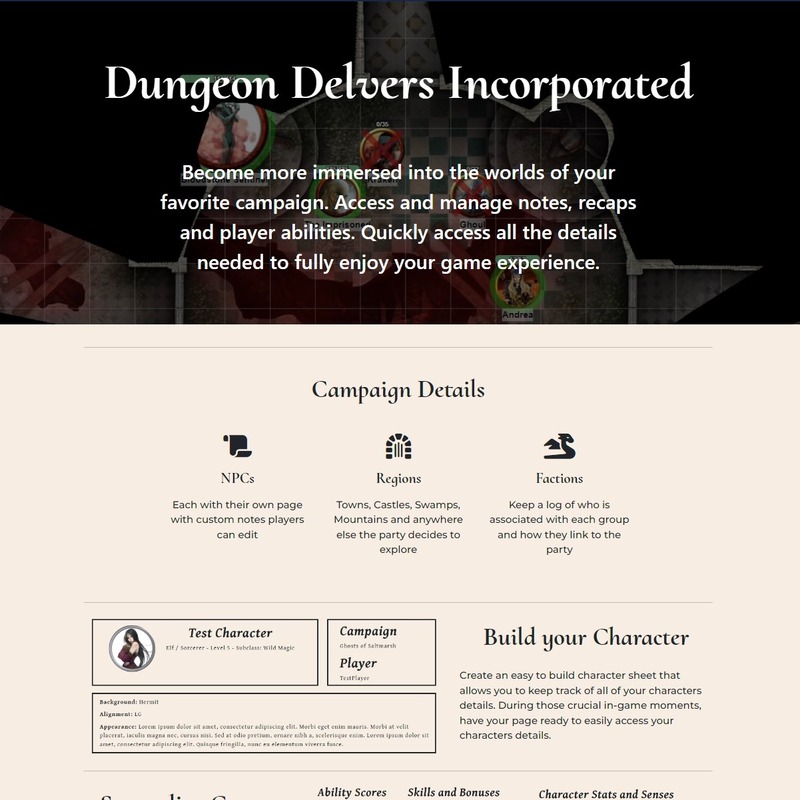 Dungeon Delvers Incorporated
0/35
Become more immersed into the worlds of your
favorite campaign. Access and manage notes, recaps
and player abilities. Quickly access all the details
needed to fully enjoy your game experience.
Ghoul
Andrea
Campaign Details
NPCs
Each with their own page
with custom notes players
can edit
Regions
Towns, Castles, Swamps,
Mountains and anywhere
else the party decides to
explore
Factions
Keep a log of who is
associated with each group
and how they link to the
party
Test Character
Elf / Sorcerer - Level 5 - Subclass: Wild Magic
Campaign
Ghosts of Saltmarsh
Player
TestPlayer
Background: Hermit
Alignment: LG
Appearance: Lorem ipsum dolor sit amet, consectetur adipiscing elit. Morbi eget enim mauris. Morbi at velit
placerat, iaculis magna nec, cursus nisi. Sed at odio pretium, ornare nibh a, scelerisque enim. Lorem ipsum dolor sit
amet, consectetur adipiscing elit. Quisque fringilla, nunc eu elementum viverra fusce.
Build your Character
Create an easy to build character sheet that
allows you to keep track of all of your characters
details. During those crucial in-game moments,
have your page ready to easily access your
characters details.
Ability Scores
Skills and Bonuses
Character Stats and Senses